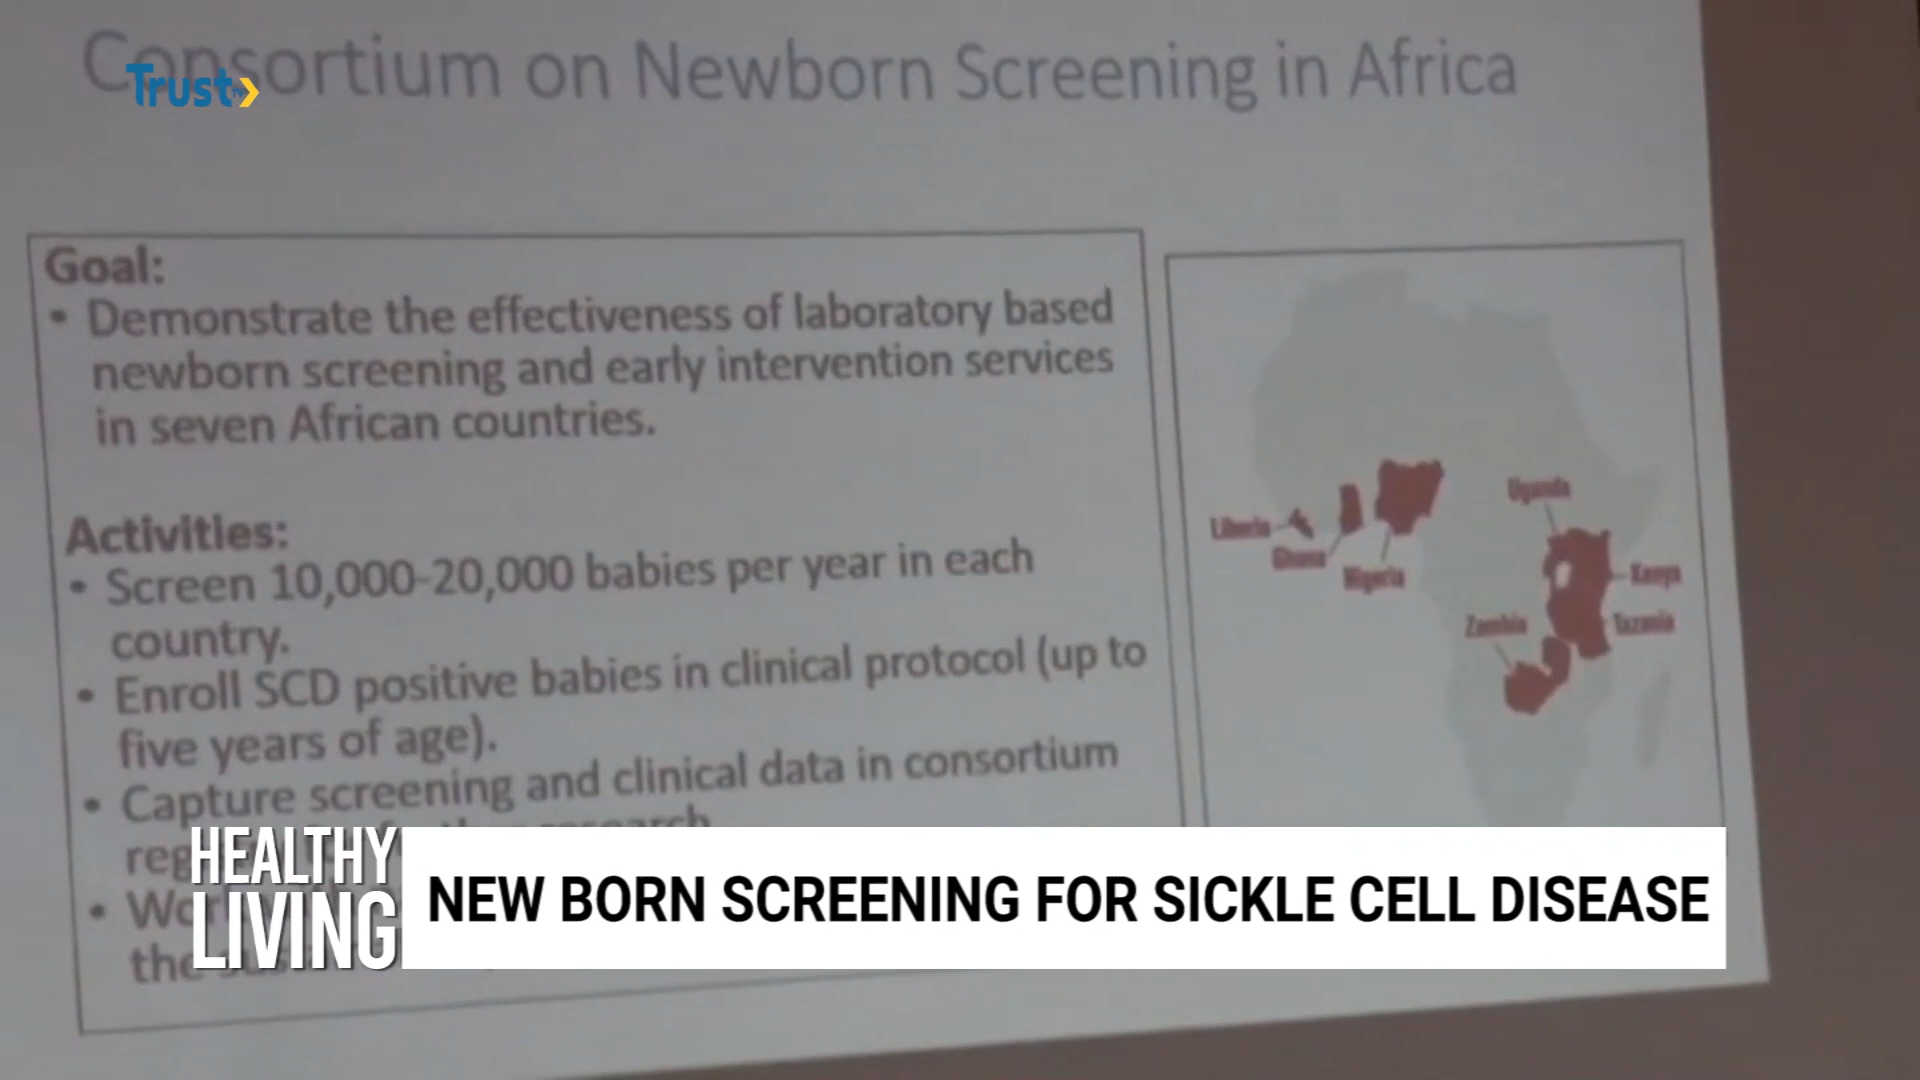 Consortium on Newborn Screening in Africa
Trust
Goal:
• Demonstrate the effectiveness of laboratory based
newborn screening and early intervention services
in seven African countries.
Activities:
• Screen 10,000-20,000 babies per year in each
country.
• Enroll SCD positive babies in clinical protocol (up to
five years of age).
• Capture screening and clinical data in consortium
research
the
Uganda
Liberia
Ghana
Nigeria
Kenya
Zambia
Tazania
HEALTHY
LIVING
NEW BORN SCREENING FOR SICKLE CELL DISEASE